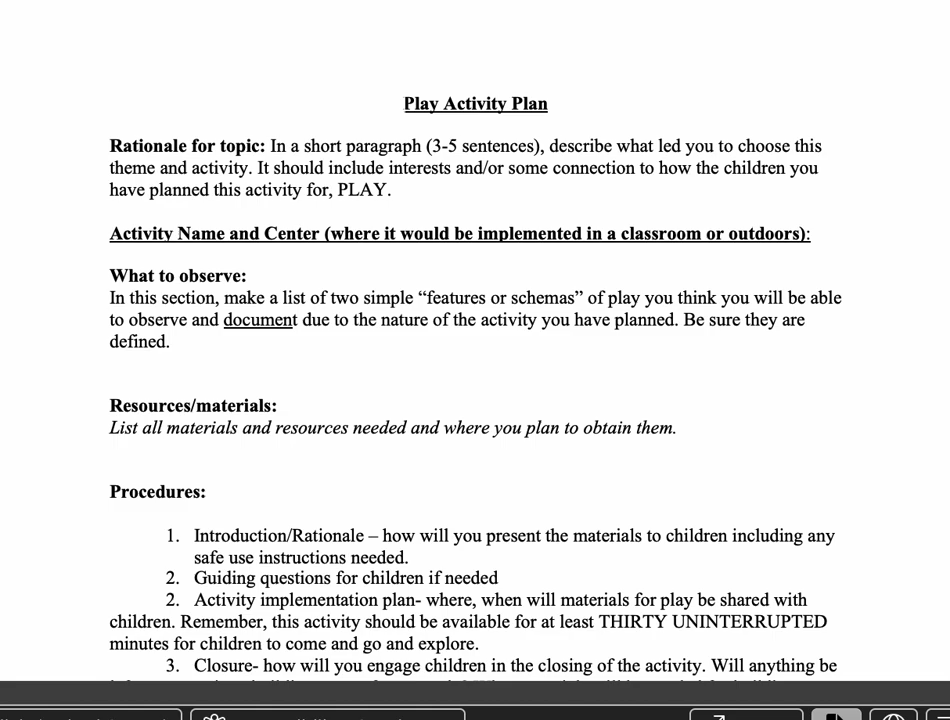 Play Activity Plan
Rationale for topic: In a short paragraph (3-5 sentences), describe what led you to choose this
theme and activity. It should include interests and/or some connection to how the children you
have planned this activity for, PLAY.
Activity Name and Center (where it would be implemented in a classroom or outdoors):
What to observe:
In this section, make a list of two simple “features or schemas” of play you think you will be able
to observe and document due to the nature of the activity you have planned. Be sure they are
defined.
Resources/materials:
List all materials and resources needed and where you plan to obtain them.
Procedures:
1. Introduction/Rationale – how will you present the materials to children including any
safe use instructions needed.
2. Guiding questions for children if needed
2. Activity implementation plan- where, when will materials for play be shared with
children. Remember, this activity should be available for at least THIRTY UNINTERRUPTED
minutes for children to come and go and explore.
3. Closure- how will you engage children in the closing of the activity. Will anything be